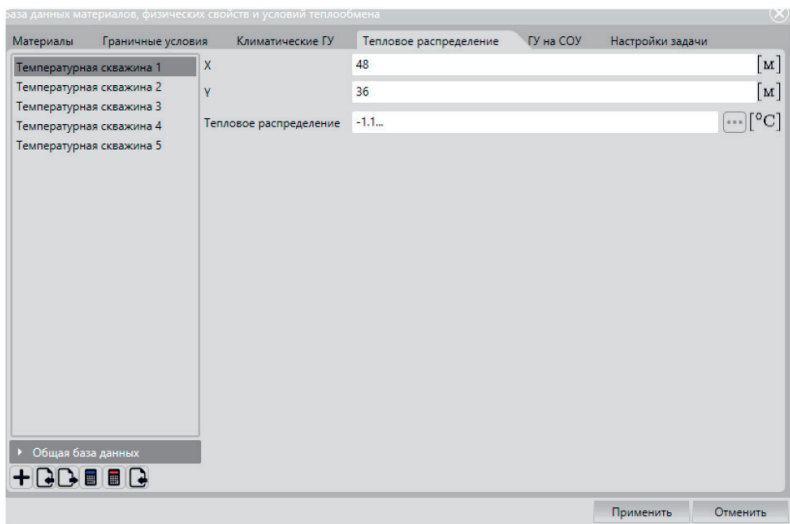 База данных материалов, физических свойств и условий теплообмена
Материалы Граничные условия Климатические ГУ Тепловое распределение ГУ на СОУ Настройки задачи
Температурная скважина 1
Температурная скважина 2
Температурная скважина 3
Температурная скважина 4
Температурная скважина 5
X 48 [м]
Y 36 [м]
Тепловое распределение -1.1... ... [°C]
Общая база данных
Применить Отменить